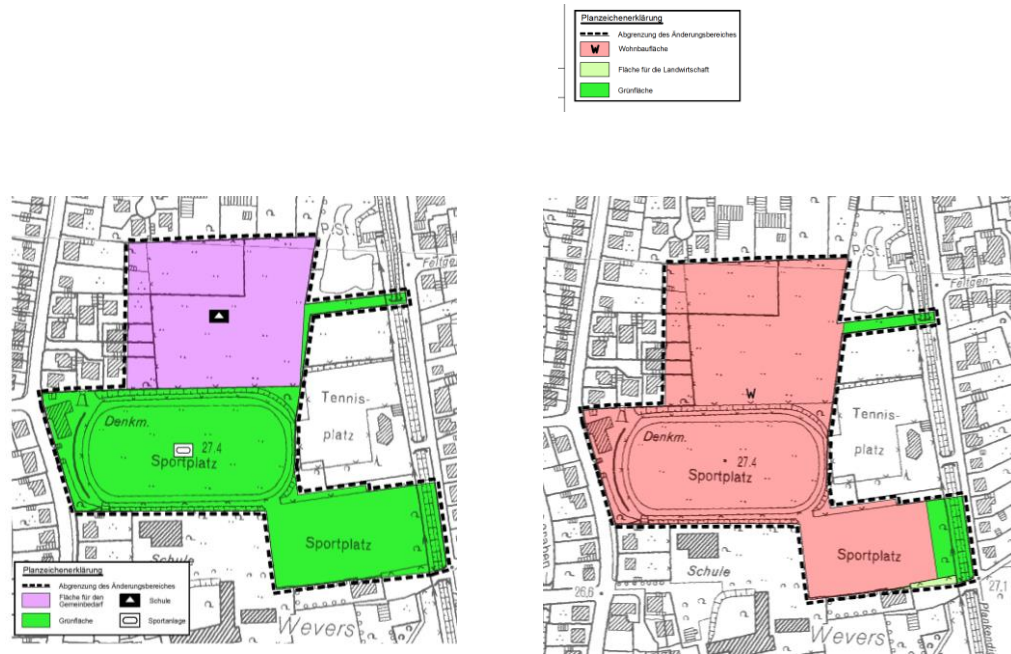 Planzeichenerklärung
Abgrenzung des Änderungsbereiches
W
Wohnbaufläche
Fläche für die Landwirtschaft
Grünfläche
P.St.
Denkm.
27.4
Sportplatz
Tennis-
platz
Sportplatz
Schule
Wevers
Planzeichenerklärung
Abgrenzung des Änderungsbereiches
Fläche für den
Gemeinbedarf
Schule
Grünfläche
Sportanlage
P.St.
Feltgen-
W
Denkm.
27.4
Sportplatz
Tennis-
platz
Sportplatz
Schule
26.6
27.1
Wevers